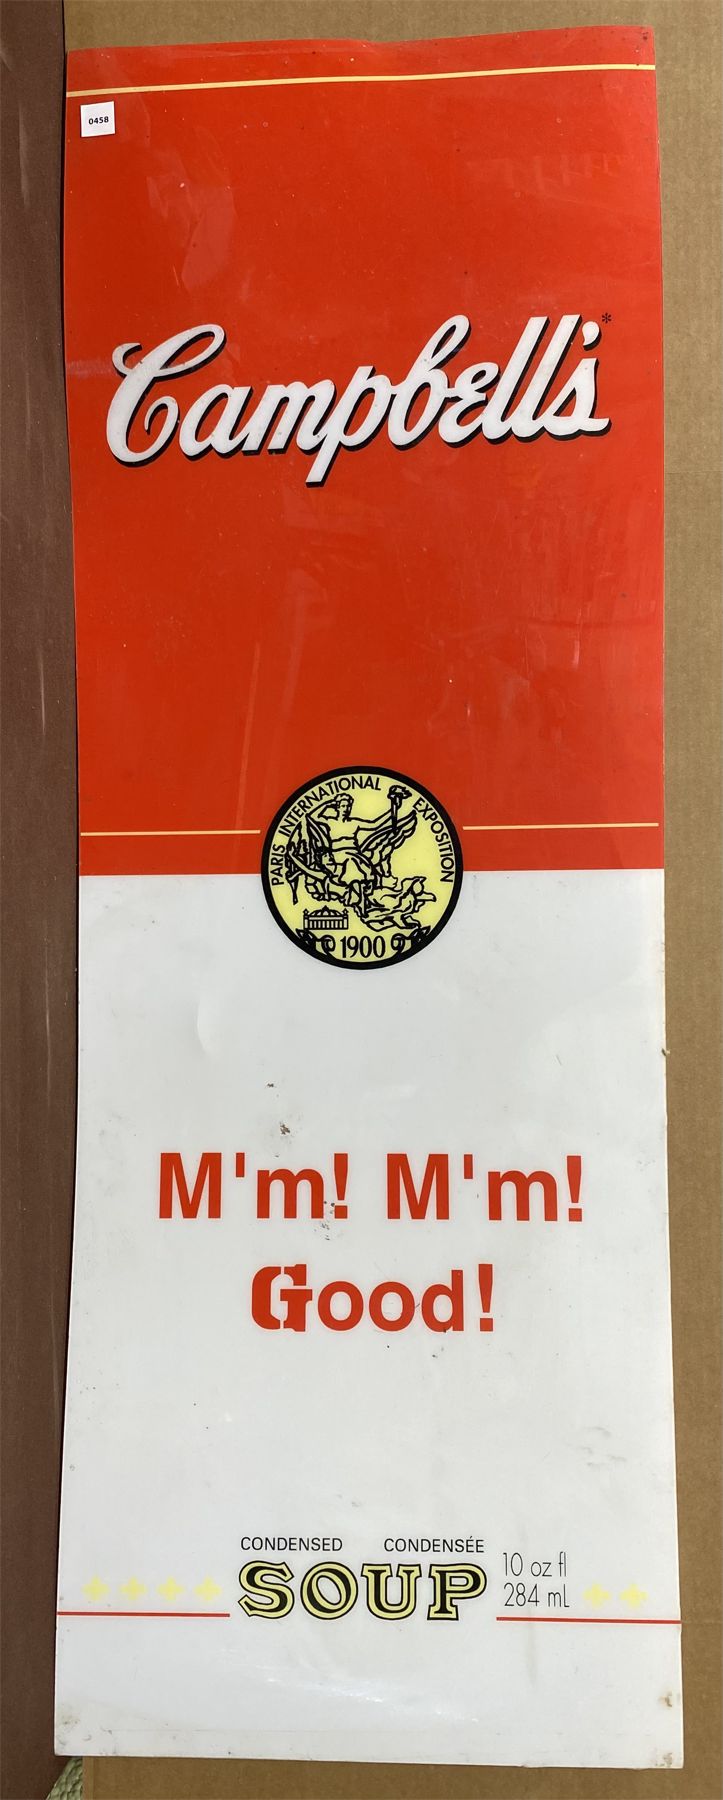 0458
Campbell's*
PARIS INTERNATIONAL EXPOSITION
1900
M'm! M'm!
Good!
CONDENSED CONDENSÉE
SOUP 10 oz fl
284 mL